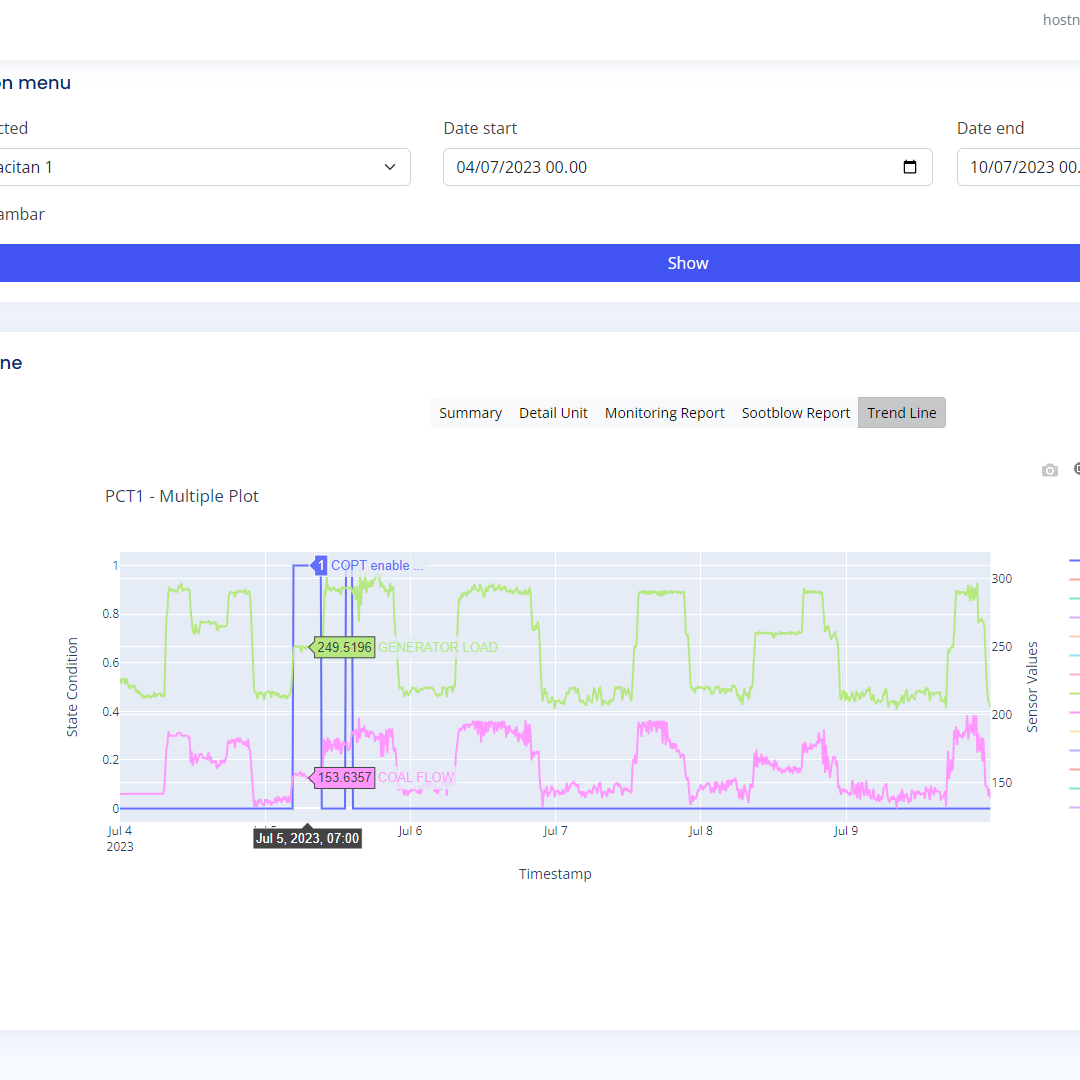 hostn
on menu
cted
Date start
Date end
acitan 1
04/07/2023 00.00
10/07/2023 00.
ambar
Show
ne
Summary
Detail Unit
Monitoring Report
Sootblow Report
Trend Line
PCT1 - Multiple Plot
1
0.8
0.6
0.4
0.2
0
State Condition
1
COPT enable ...
249.5196
GENERATOR LOAD
153.6357
COAL FLOW
300
250
200
150
Sensor Values
Jul 4
2023
Jul 5, 2023, 07:00
Jul 6
Jul 7
Jul 8
Jul 9
Timestamp